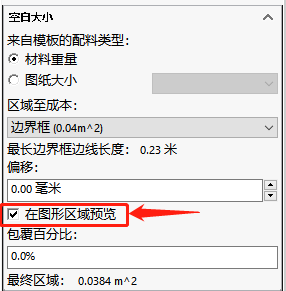 空白大小
来自模板的配料类型:
材料重量
图纸大小
区域至成本:
边界框 (0.04m^2)
最长边界框边线长度: 0.23 米
偏移:
0.00 毫米
在图形区域预览
包覆百分比:
0.0%
最终区域: 0.0384 m^2